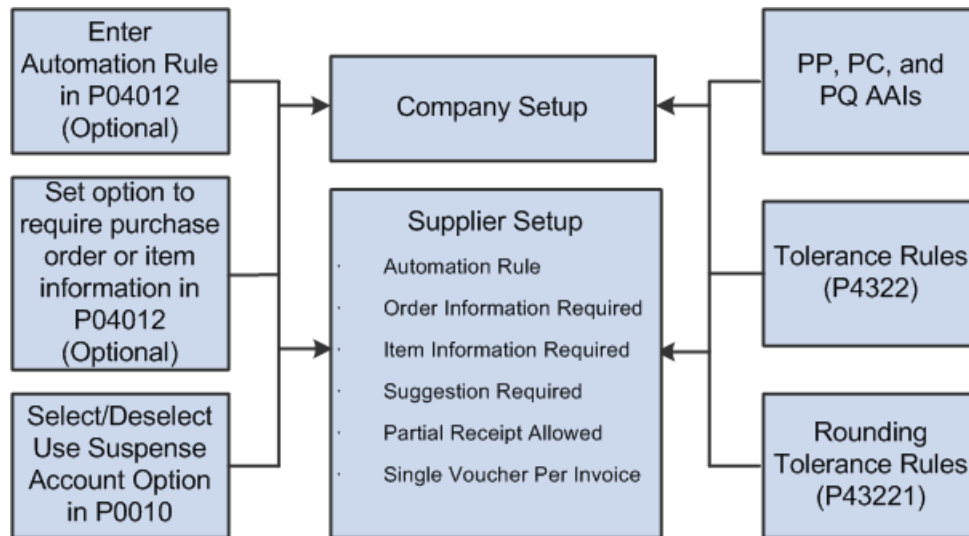 Enter
Automation Rule
in P04012
(Optional)
Set option to
require purchase
order or item
information in
P04012
(Optional)
Select/Deselect
Use Suspense
Account Option
in P0010
Company Setup
Supplier Setup
· Automation Rule
· Order Information Required
· Item Information Required
· Suggestion Required
· Partial Receipt Allowed
· Single Voucher Per Invoice
PP, PC, and
PQ AAIs
Tolerance Rules
(P4322)
Rounding
Tolerance Rules
(P43221)